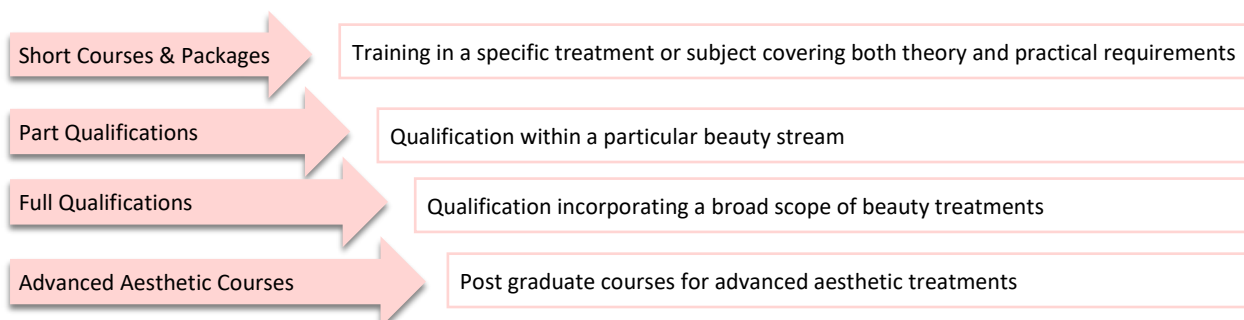 Short Courses & Packages
Training in a specific treatment or subject covering both theory and practical requirements
Part Qualifications
Qualification within a particular beauty stream
Full Qualifications
Qualification incorporating a broad scope of beauty treatments
Advanced Aesthetic Courses
Post graduate courses for advanced aesthetic treatments